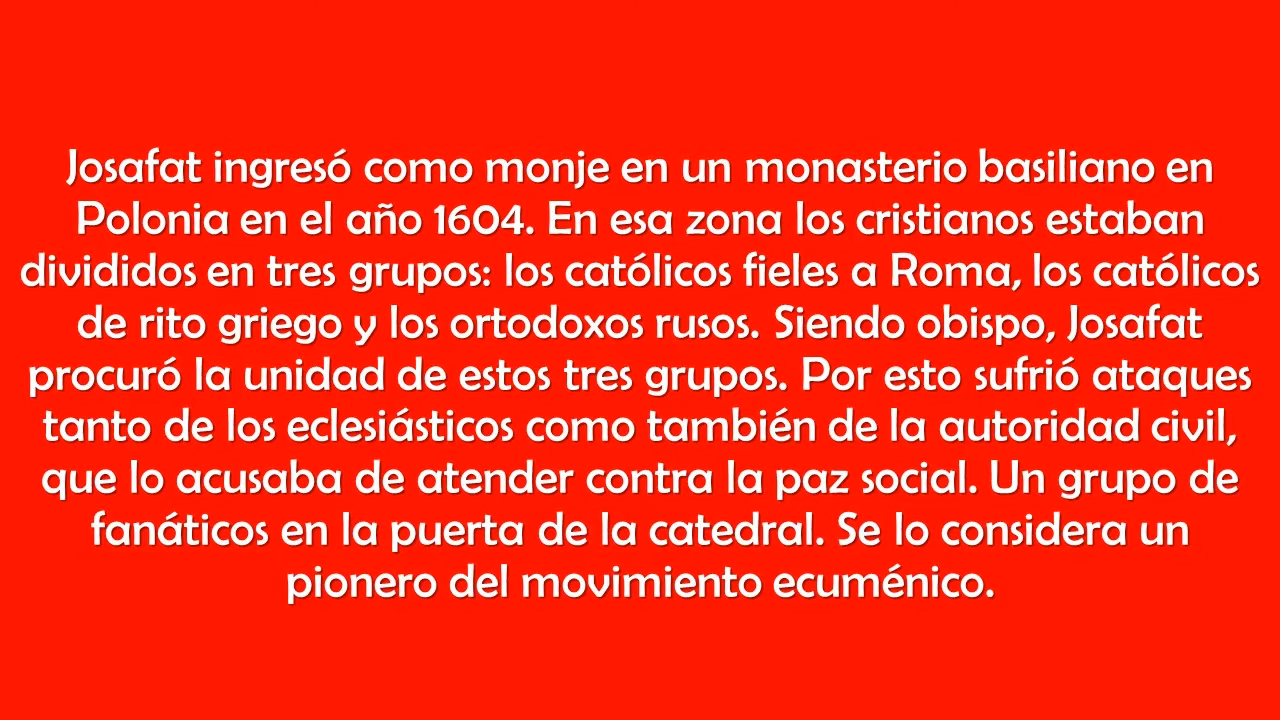 Josafat ingresó como monje en un monasterio basiliano en
Polonia en el año 1604. En esa zona los cristianos estaban
divididos en tres grupos: los católicos fieles a Roma, los católicos
de rito griego y los ortodoxos rusos. Siendo obispo, Josafat
procuró la unidad de estos tres grupos. Por esto sufrió ataques
tanto de los eclesiásticos como también de la autoridad civil,
que lo acusaba de atender contra la paz social. Un grupo de
fanáticos en la puerta de la catedral. Se lo considera un
pionero del movimiento ecuménico.